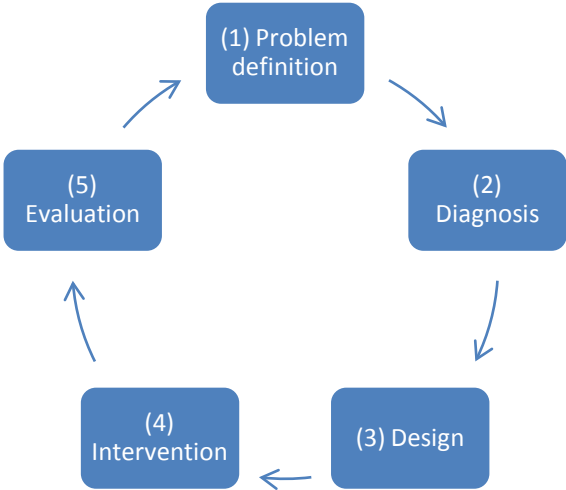 (1) Problem
definition
(2)
Diagnosis
(3) Design
(4)
Intervention
(5)
Evaluation